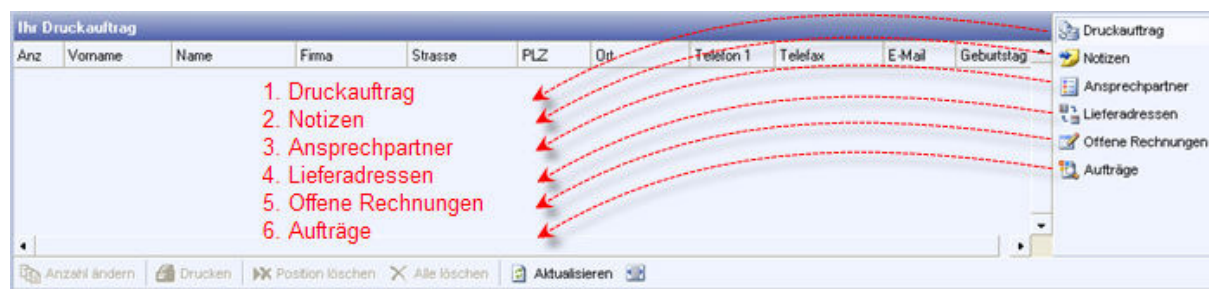 Ihr Druckauftrag
Anz Vorname Name Firma Strasse PLZ Ort Telefon 1 Telefax E-Mail Geburtstag
1. Druckauftrag
2. Notizen
3. Ansprechpartner
4. Lieferadressen
5. Offene Rechnungen
6. Aufträge
Anzahl ändern Drucken Position löschen Alle löschen Aktualisieren
Druckauftrag
Notizen
Ansprechpartner
Lieferadressen
Offene Rechnungen
Aufträge